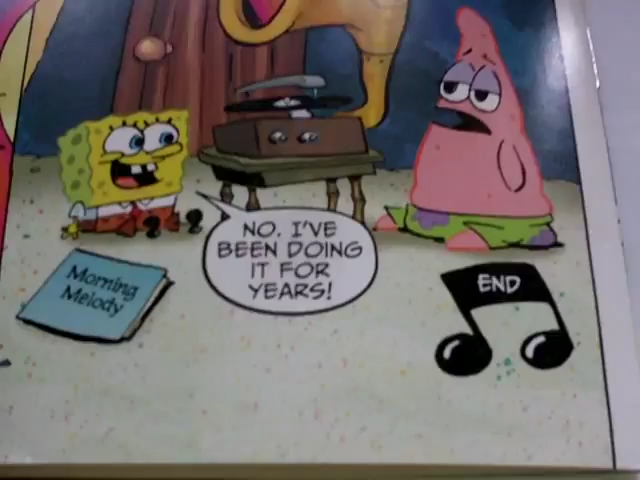 NO. I'VE
BEEN DOING
IT FOR
YEARS!
Morning
Melody
END